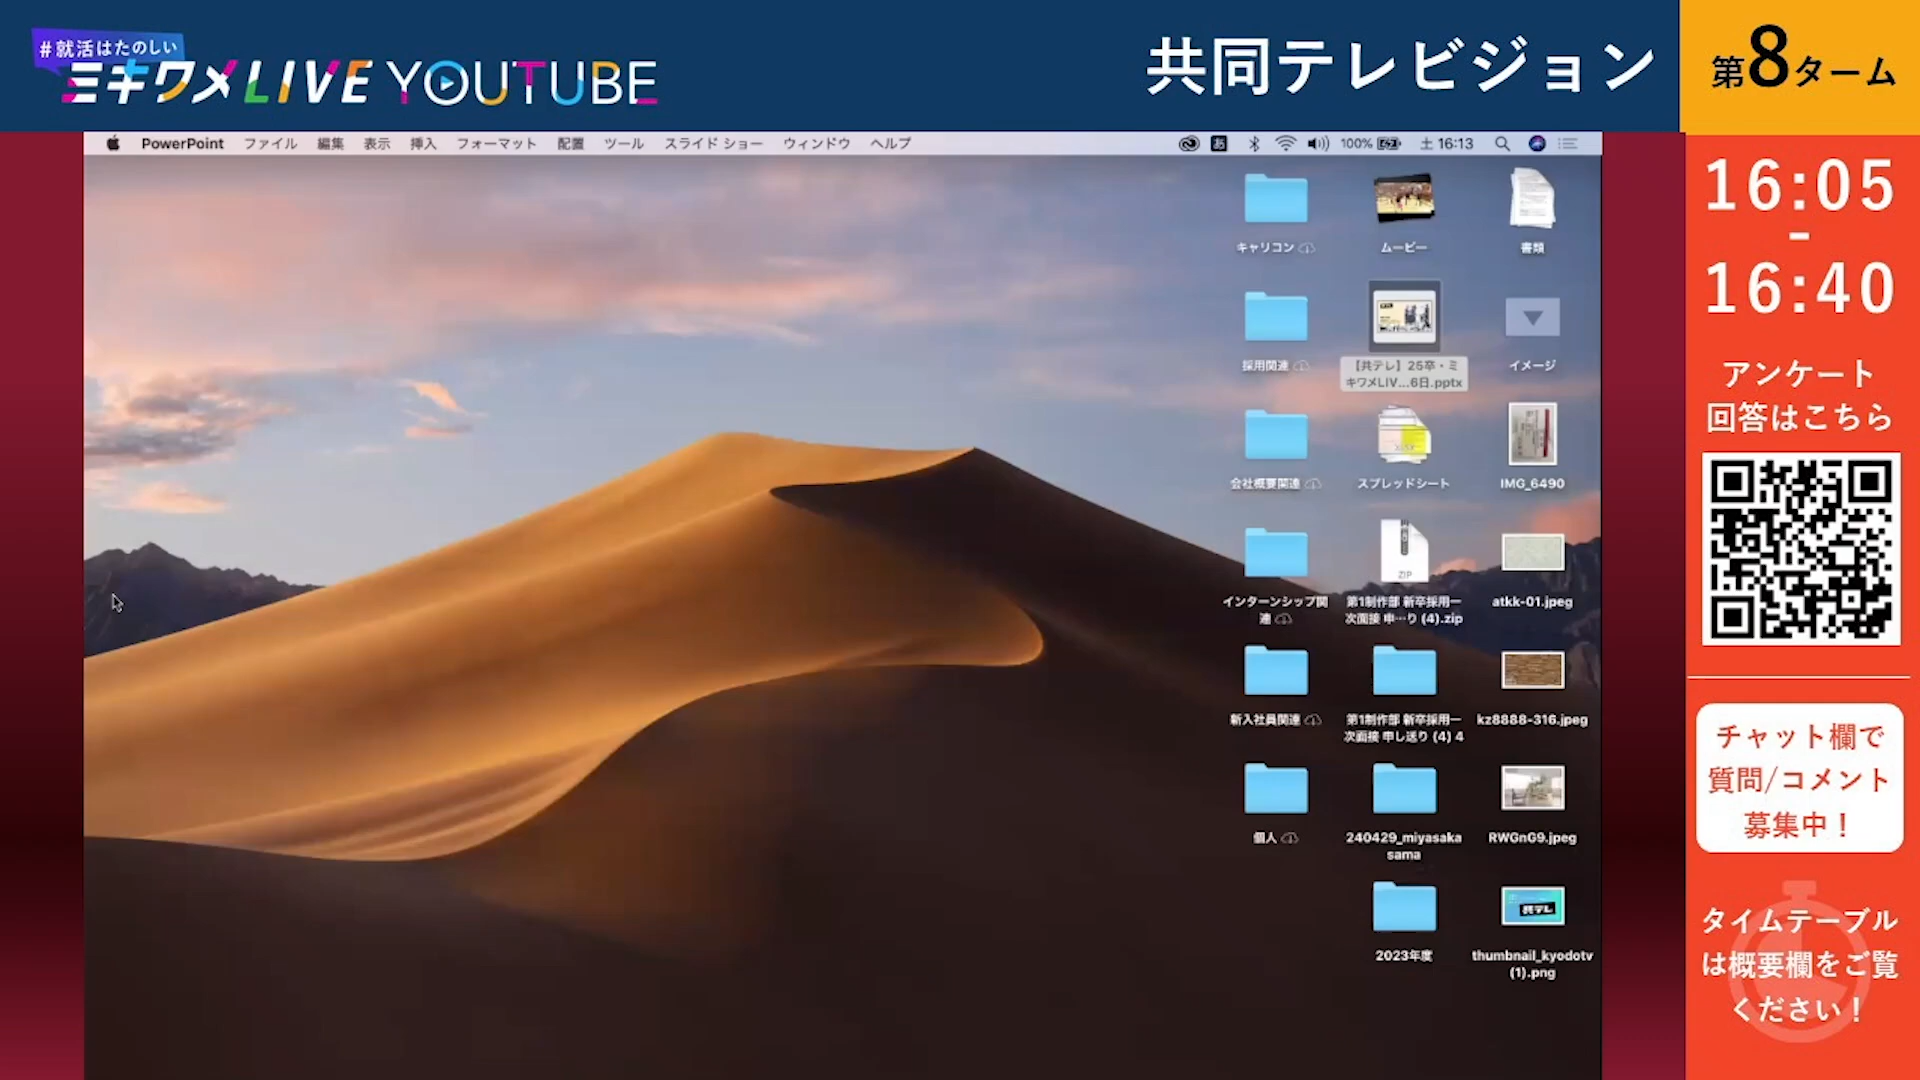 #就活はたのしい
ミキワメLIVE YOUTUBE
共同テレビジョン
第8ターム
PowerPoint ファイル 編集 表示 挿入 フォーマット 配置 ツール スライド ショー ウィンドウ ヘルプ
あ 100% 土 16:13
キャリコン
ムービー
書類
採用関連
【共テレ】25卒・ミ
キワメLIV...6日.pptx
イメージ
会社概要関連
スプレッドシート
IMG_6490
ZIP
インターンシップ関
連
第1制作部 新卒採用一
次面接 申…り (4).zip
atkk-01.jpeg
新入社員関連
第1制作部 新卒採用一
次面接 申し送り (4) 4
kz8888-316.jpeg
個人
240429_miyasaka
sama
RWGnG9.jpeg
2023年度
共テレ
thumbnail_kyodotv
(1).png
16:05
-
16:40
アンケート
回答はこちら
チャット欄で
質問/コメント
募集中！
タイムテーブル
は概要欄をご覧
ください！